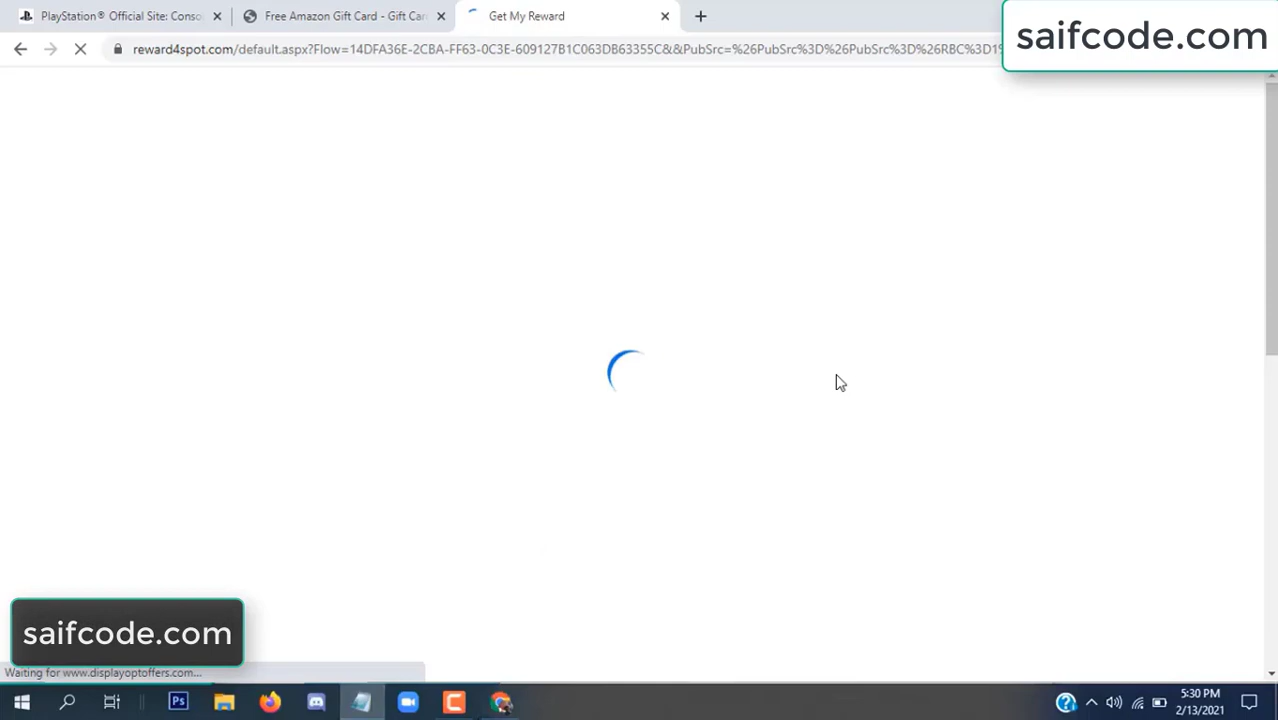 PlayStation® Official Site: Conso
Free Amazon Gift Card - Gift Car
Get My Reward
saifcode.com
reward4spot.com/default.aspx?Flow=14DFA36E-2CBA-FF63-0C3E-609127B1C063DB63355C&&PubSrc=%26PubSrc%3D%26PubSrc%3D%26RBC%3D1%
saifcode.com
Waiting for www.displayoptoffers.com...
Ps
5:30 PM
2/13/2021